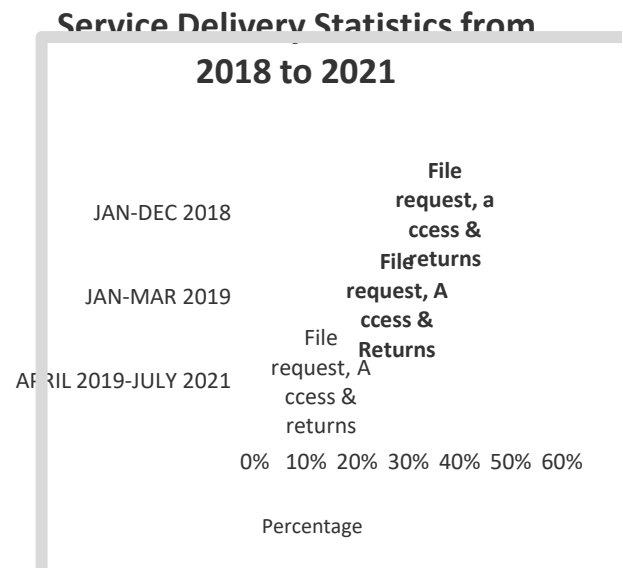 Service Delivery Statistics from
2018 to 2021
File
request, a
ccess &
returns
JAN-DEC 2018
File
request, A
ccess &
Returns
JAN-MAR 2019
File
request, A
ccess &
returns
APRIL 2019-JULY 2021
0% 10% 20% 30% 40% 50% 60%
Percentage